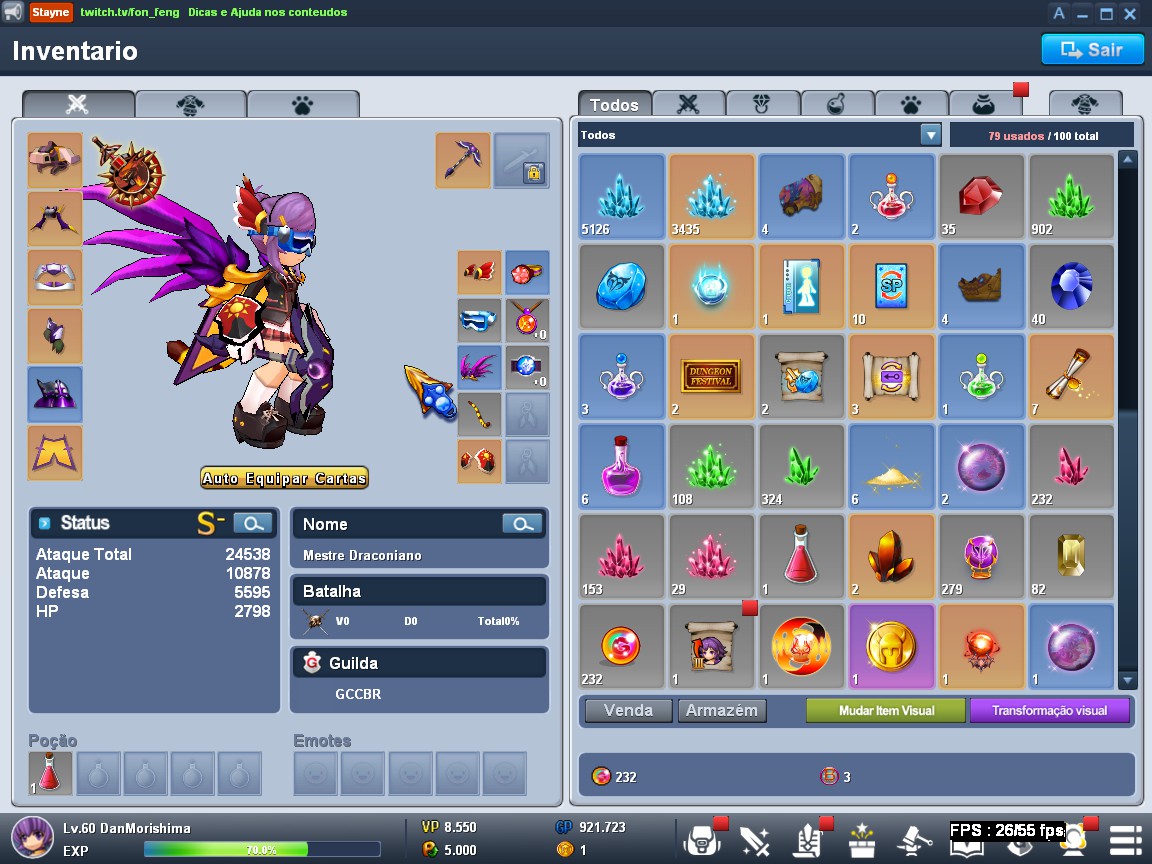 Stayne twitch.tv/fon_feng Dicas e Ajuda nos conteudos
A
Inventario
Sair
Todos
Todos
79 usados / 100 total
5126 3435 4 2 35 902
SP
1 1 10 4 40
DUNGEON
FESTIVAL
3 2 2 3 1 7
6 108 324 6 2 232
153 29 1 2 279 82
232 1 1 1 1 1
+0
+0
Auto Equipar Cartas
Status S-
Ataque Total 24538
Ataque 10878
Defesa 5595
HP 2798
Nome
Mestre Draconiano
Batalha
V0 D0 Total0%
G Guilda
GCCBR
Venda Armazém Mudar Item Visual Transformação visual
Poção Emotes
1
232 3
Lv.60 DanMorishima
EXP 70.0%
VP 8.550 GP 921.723
5.000 1
FPS : 26/55 fps